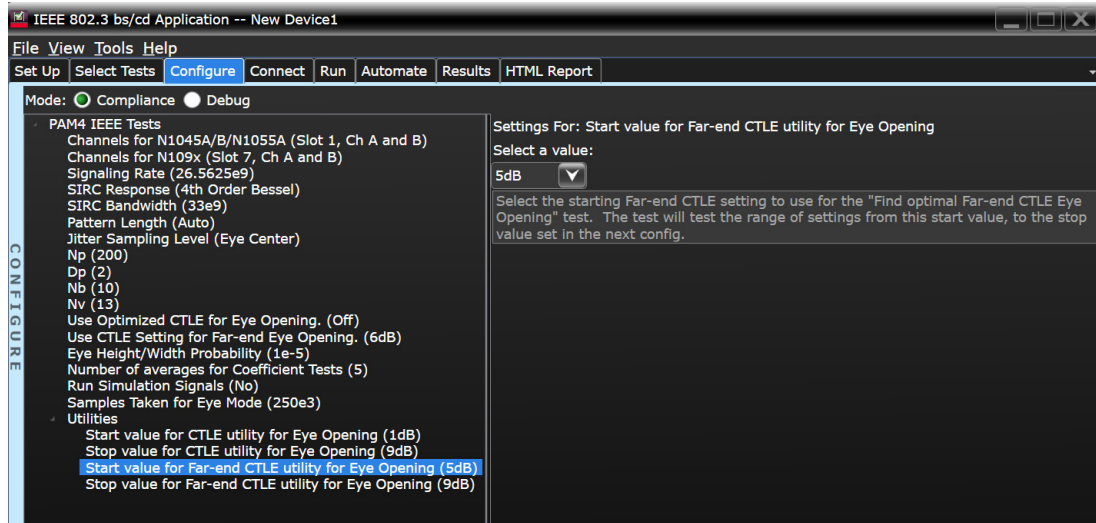 IEEE 802.3 bs/cd Application -- New Device1
File View Tools Help
Set Up Select Tests Configure Connect Run Automate Results HTML Report
Mode: Compliance Debug
PAM4 IEEE Tests
Channels for N1045A/B/N1055A (Slot 1, Ch A and B)
Channels for N109x (Slot 7, Ch A and B)
Signaling Rate (26.5625e9)
SIRC Response (4th Order Bessel)
SIRC Bandwidth (33e9)
Pattern Length (Auto)
Jitter Sampling Level (Eye Center)
Np (200)
Dp (2)
Nb (10)
Nv (13)
Use Optimized CTLE for Eye Opening. (Off)
Use CTLE Setting for Far-end Eye Opening. (6dB)
Eye Height/Width Probability (1e-5)
Number of averages for Coefficient Tests (5)
Run Simulation Signals (No)
Samples Taken for Eye Mode (250e3)
Utilities
Start value for CTLE utility for Eye Opening (1dB)
Stop value for CTLE utility for Eye Opening (9dB)
Start value for Far-end CTLE utility for Eye Opening (5dB)
Stop value for Far-end CTLE utility for Eye Opening (9dB)
CONFIGURE
Settings For: Start value for Far-end CTLE utility for Eye Opening
Select a value:
5dB
Select the starting Far-end CTLE setting to use for the "Find optimal Far-end CTLE Eye
Opening" test. The test will test the range of settings from this start value, to the stop
value set in the next config.